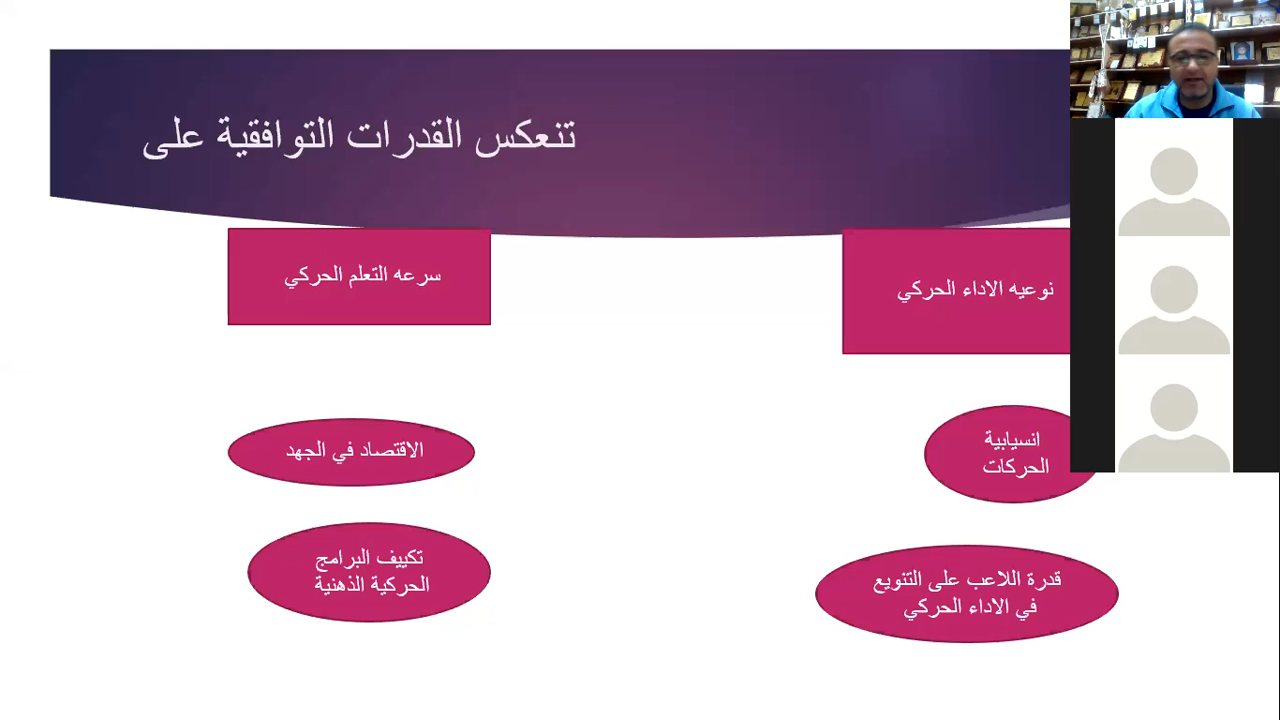 تنعكس القدرات التوافقية على
نوعيه الاداء الحركي
سرعه التعلم الحركي
انسيابية
الحركات
الاقتصاد في الجهد
قدرة اللاعب على التنويع
في الاداء الحركي
تكييف البرامج
الحركية الذهنية